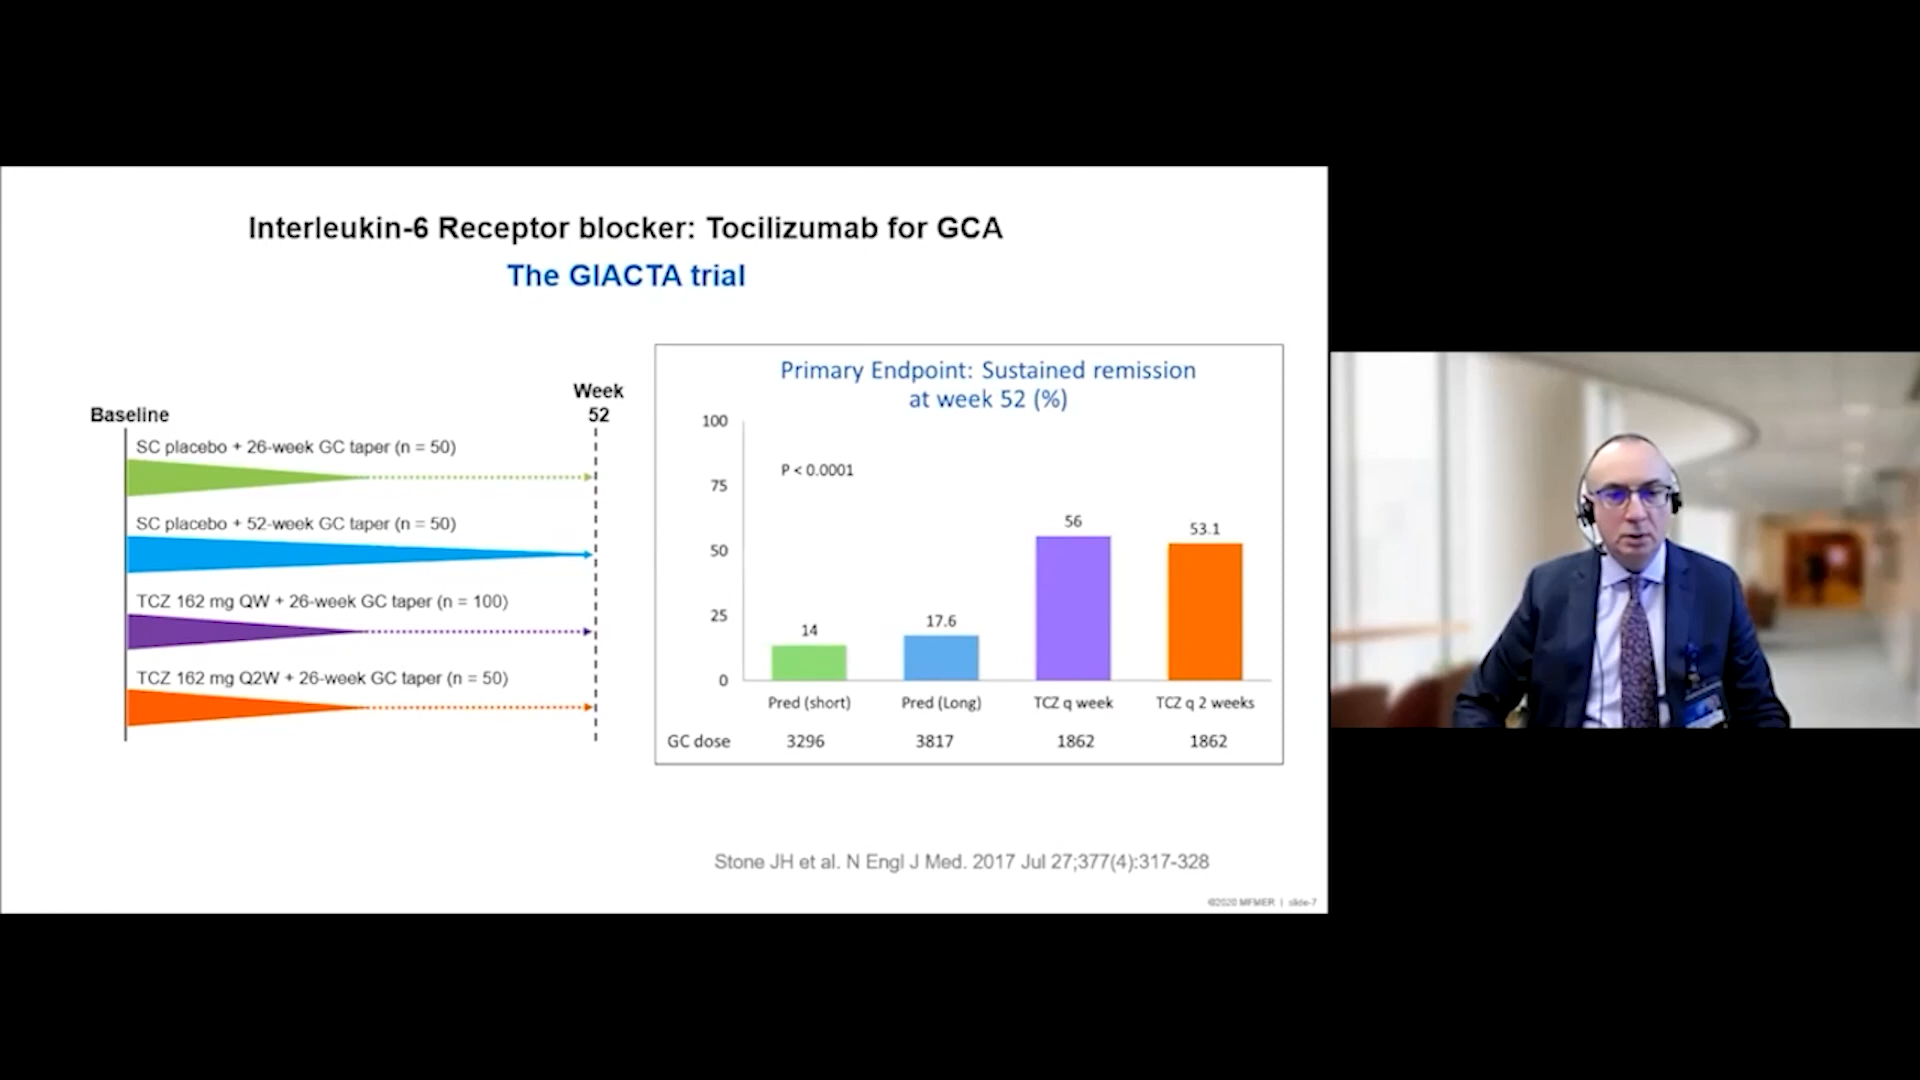 Interleukin-6 Receptor blocker: Tocilizumab for GCA
The GIACTA trial
Baseline
Week
52
SC placebo + 26-week GC taper (n = 50)
SC placebo + 52-week GC taper (n = 50)
TCZ 162 mg QW + 26-week GC taper (n = 100)
TCZ 162 mg Q2W + 26-week GC taper (n = 50)
Primary Endpoint: Sustained remission
at week 52 (%)
100
75
50
25
0
P < 0.0001
14
17.6
56
53.1
Pred (short)
Pred (Long)
TCZ q week
TCZ q 2 weeks
GC dose
3296
3817
1862
1862
Stone JH et al. N Engl J Med. 2017 Jul 27;377(4):317-328
©2020 MFMER | slide-7